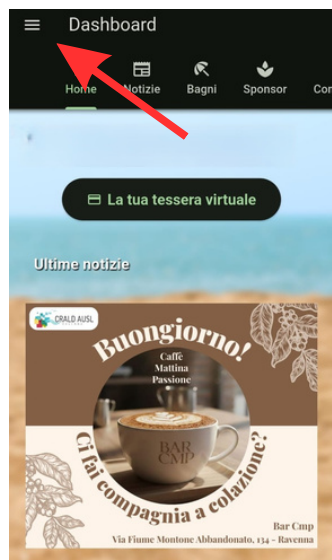 Dashboard
Home Notizie Bagni Sponsor Con
La tua tessera virtuale
Ultime notizie
CRALD AUSL
Buongiorno!
Caffè
Mattina
Passione
BAR
CMP
Ci fai compagnia a colazione?
Bar Cmp
Via Fiume Montone Abbandonato, 134 - Ravenna